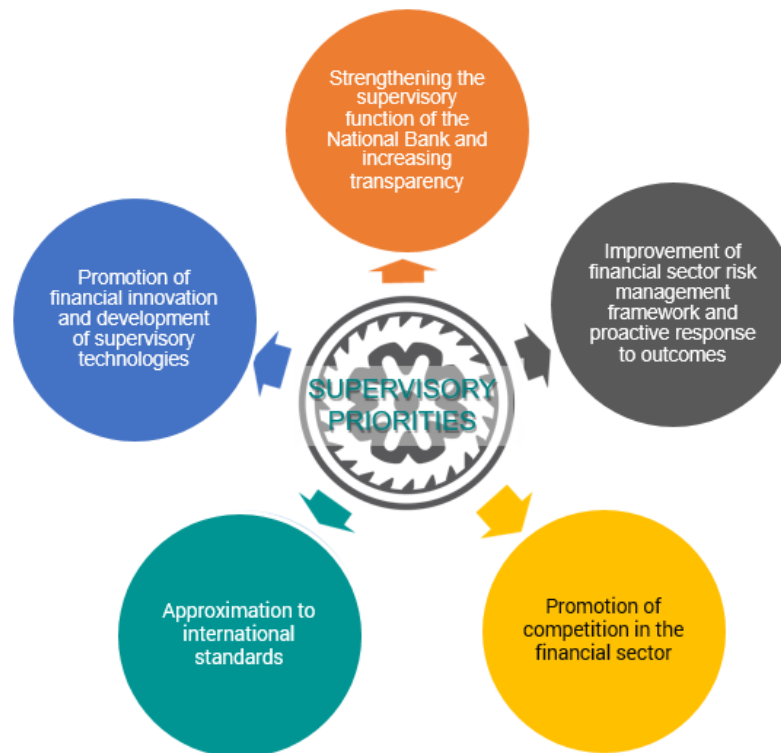 Strengthening the
supervisory
function of the
National Bank and
increasing
transparency
Improvement of
financial sector risk
management
framework and
proactive response
to outcomes
Promotion of
financial innovation
and development
of supervisory
technologies
SUPERVISORY
PRIORITIES
Approximation to
international
standards
Promotion of
competition in the
financial sector